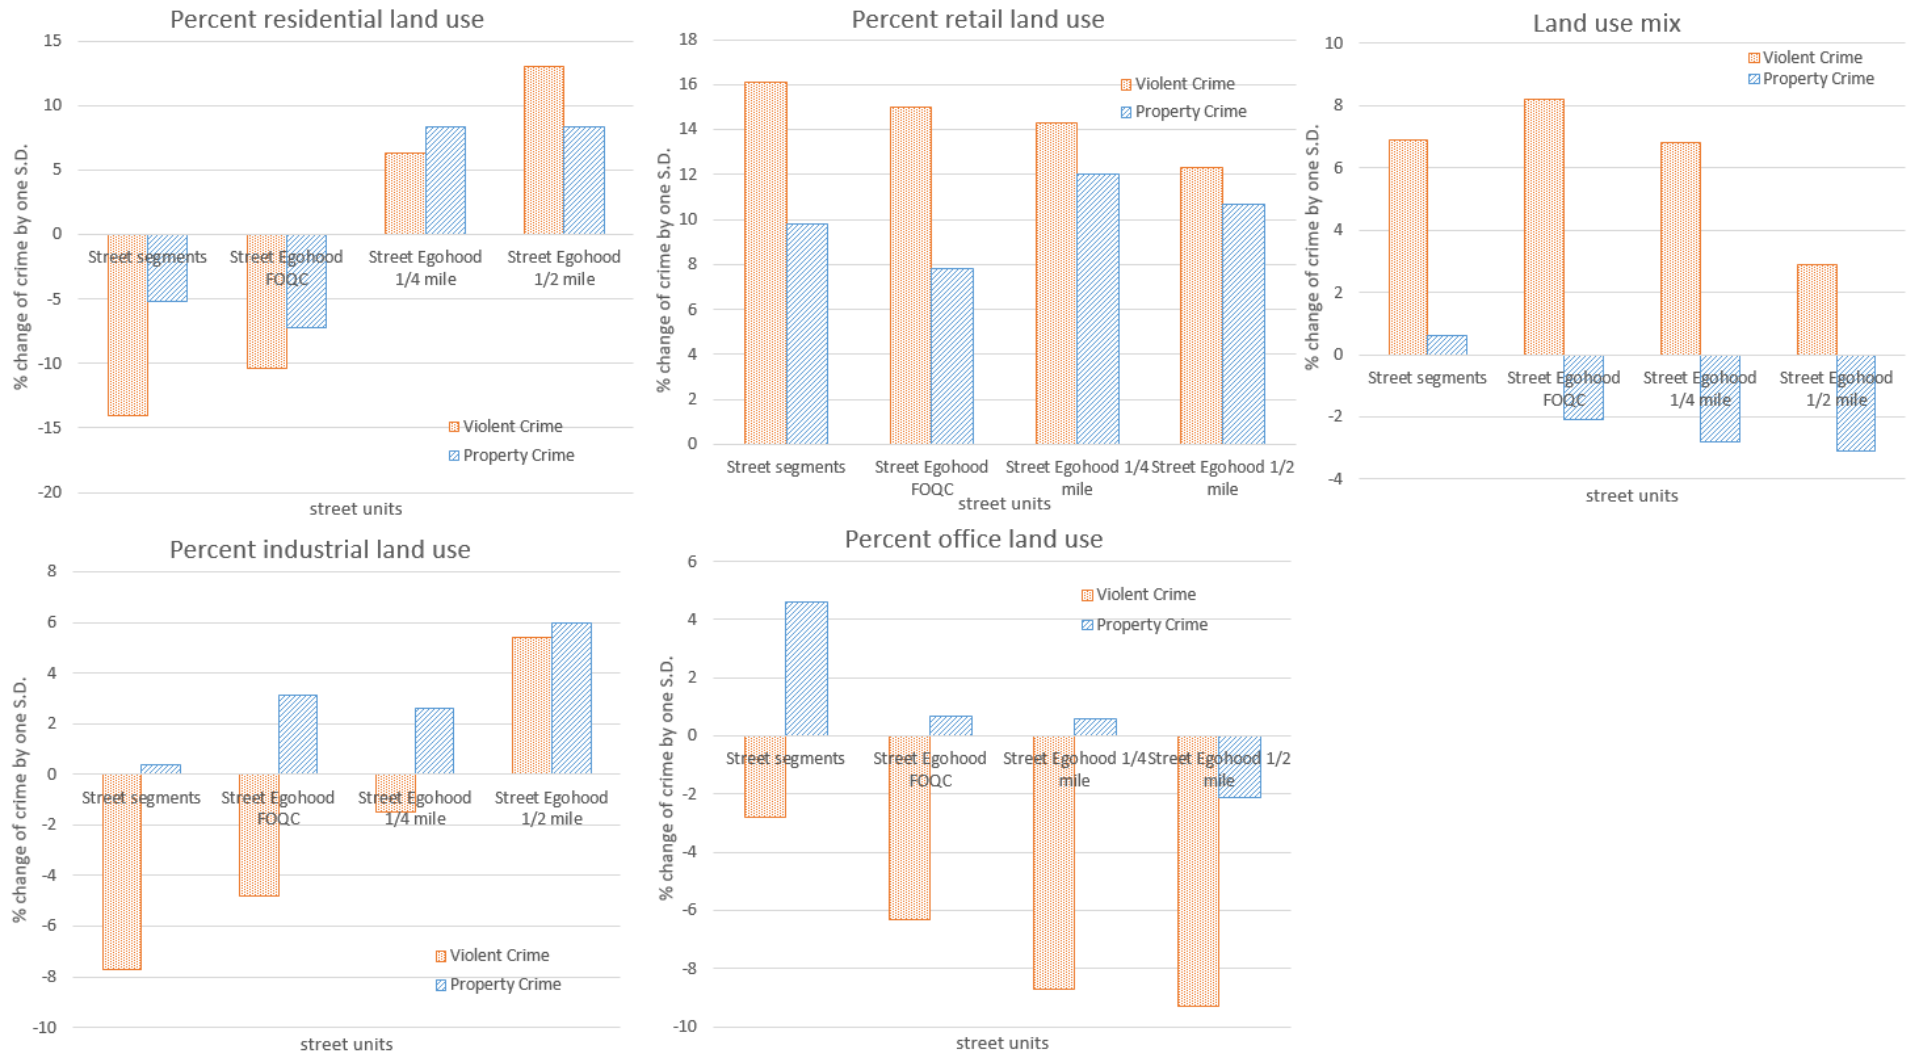 Percent residential land use
% change of crime by one S.D.
15
10
5
0
-5
-10
-15
-20
Street segments
Street Egohood
FOQC
Street Egohood
1/4 mile
Street Egohood
1/2 mile
Violent Crime
Property Crime
street units
Percent retail land use
% change of crime by one S.D.
18
16
14
12
10
8
6
4
2
0
Violent Crime
Property Crime
Street segments
Street Egohood
FOQC
Street Egohood 1/4
mile
Street Egohood 1/2
mile
street units
Land use mix
% change of crime by one S.D.
10
8
6
4
2
0
-2
-4
Violent Crime
Property Crime
Street segments
Street Egohood
FOQC
Street Egohood
1/4 mile
Street Egohood
1/2 mile
street units
Percent industrial land use
% change of crime by one S.D.
8
6
4
2
0
-2
-4
-6
-8
-10
Street segments
Street Egohood
FOQC
Street Egohood
1/4 mile
Street Egohood
1/2 mile
Violent Crime
Property Crime
street units
Percent office land use
% change of crime by one S.D.
6
4
2
0
-2
-4
-6
-8
-10
Violent Crime
Property Crime
Street segments
Street Egohood
FOQC
Street Egohood 1/4
mile
Street Egohood 1/2
mile
street units